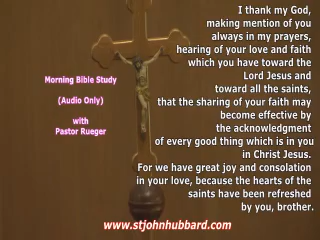 Morning Bible Study
(Audio Only)
with
Pastor Rueger
I thank my God,
making mention of you
always in my prayers,
hearing of your love and faith
which you have toward the
Lord Jesus and
toward all the saints,
that the sharing of your faith may
become effective by
the acknowledgment
of every good thing which is in you
in Christ Jesus.
For we have great joy and consolation
in your love, because the hearts of the
saints have been refreshed
by you, brother.
www.stjohnhubbard.com